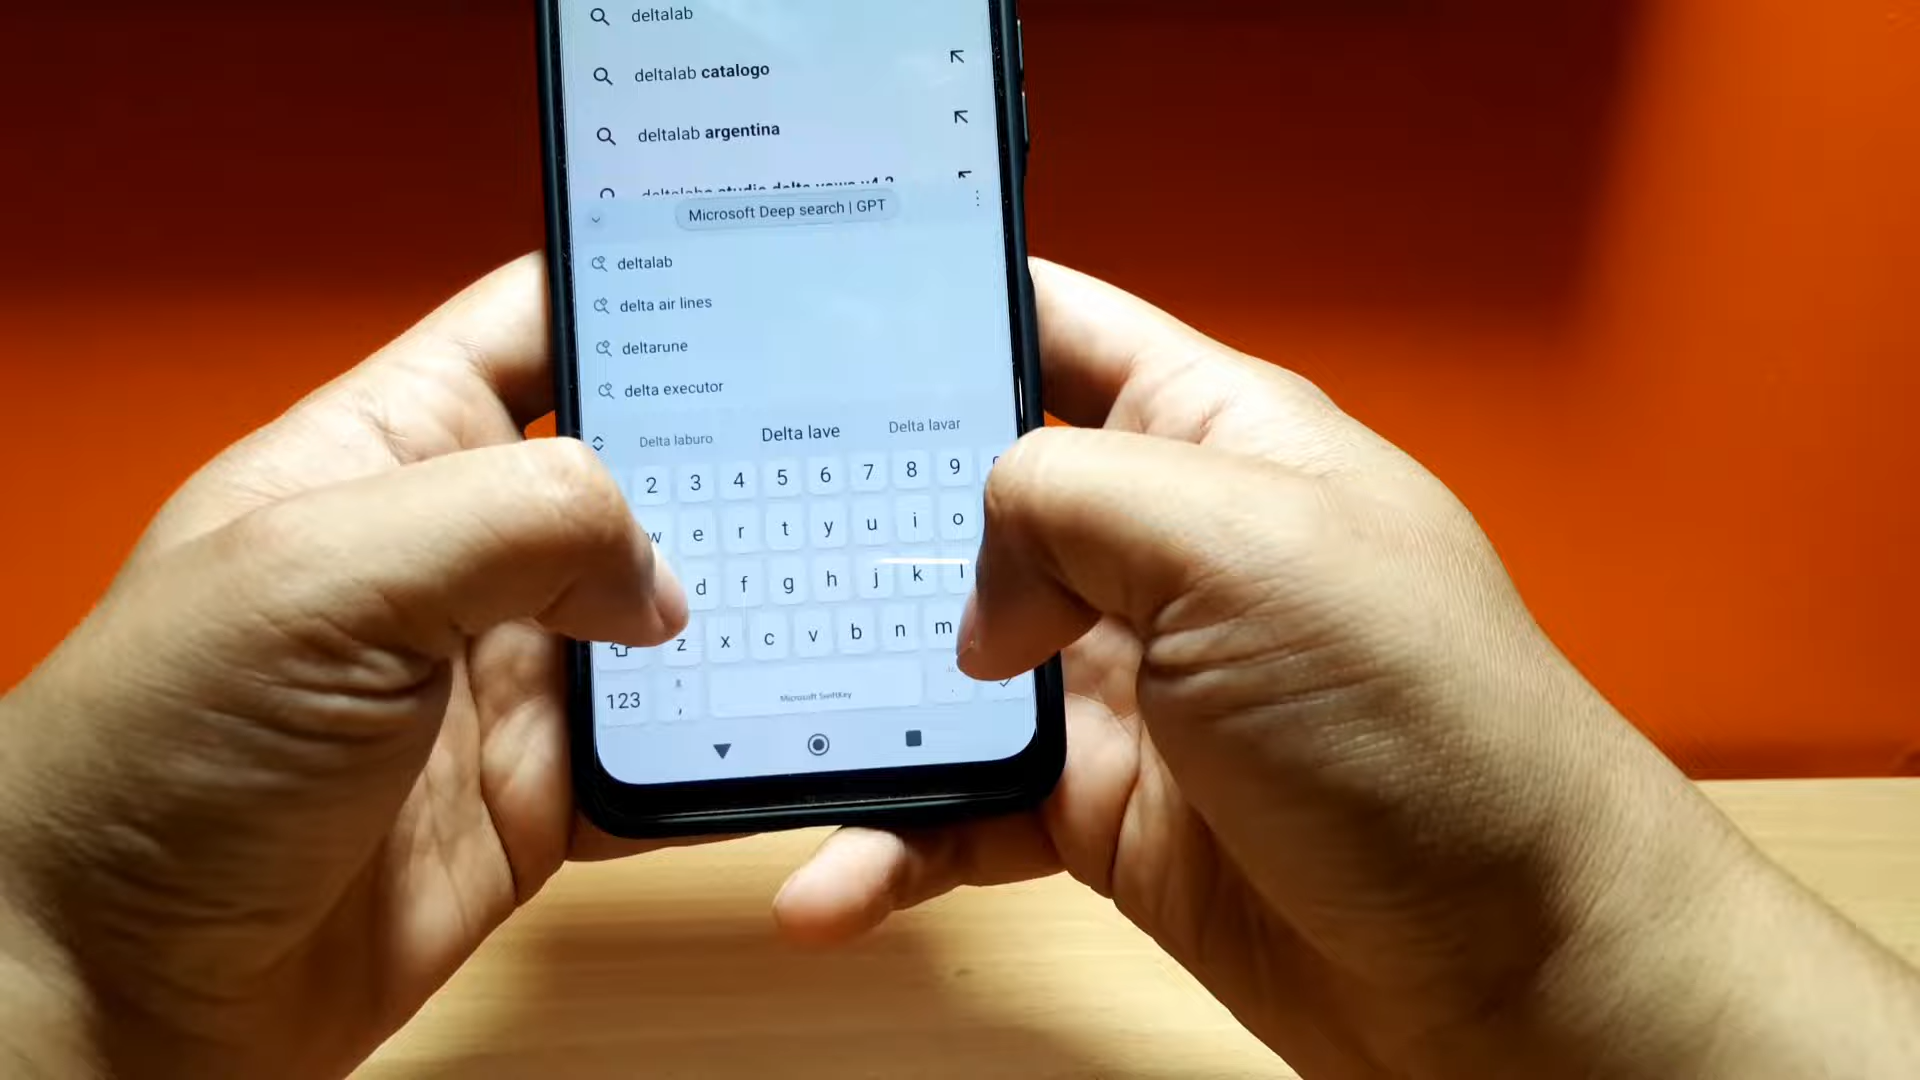 deltalab
deltalab catalogo
deltalab argentina
Microsoft Deep search | GPT
deltalab
delta air lines
deltarune
delta executor
Delta laburo Delta lave Delta lavar
2 3 4 5 6 7 8 9
w e r t y u i o
d f g h j k l
z x c v b n m
123 , Microsoft SwiftKey .